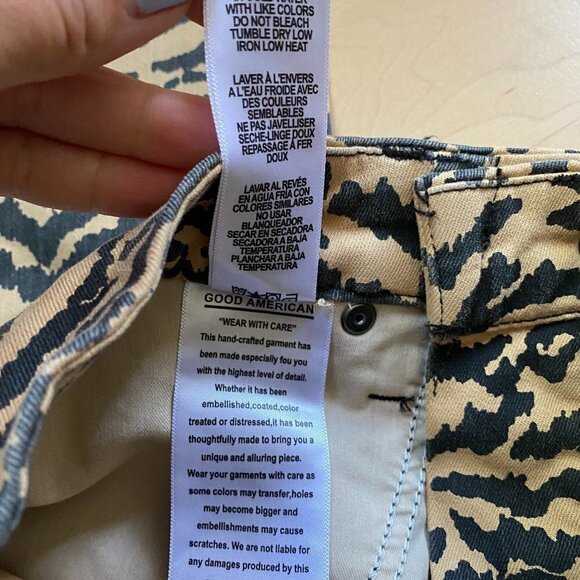 WITH LIKE COLORS
DO NOT BLEACH
TUMBLE DRY LOW
IRON LOW HEAT
LAVER À L'ENVERS
A L'EAU FROIDE AVEC
DES COULEURS
SEMBLABLES
NE PAS JAVELLISER
SECHE-LINGE DOUX
REPASSAGE À FER
DOUX
LAVAR AL REVÉS
EN AGUA FRÍA CON
COLORES SIMILARES
NO USAR
BLANQUEADOR
SECAR EN SECADORA
SECADORA A BAJA
TEMPERATURA
PLANCHAR A BAJA
TEMPERATURA
GOOD AMERICAN
"WEAR WITH CARE"
This hand-crafted garment has
been made especially fou you with
the highest level of detail.
Whether it has been
embellished,coated,color
treated or distressed,it has been
thoughtfully made to bring you a
unique and alluring piece.
Wear your garments with care as
some colors may transfer,holes
may become bigger and
embellishments may cause
scratches. We are not liable for
any damages produced by this